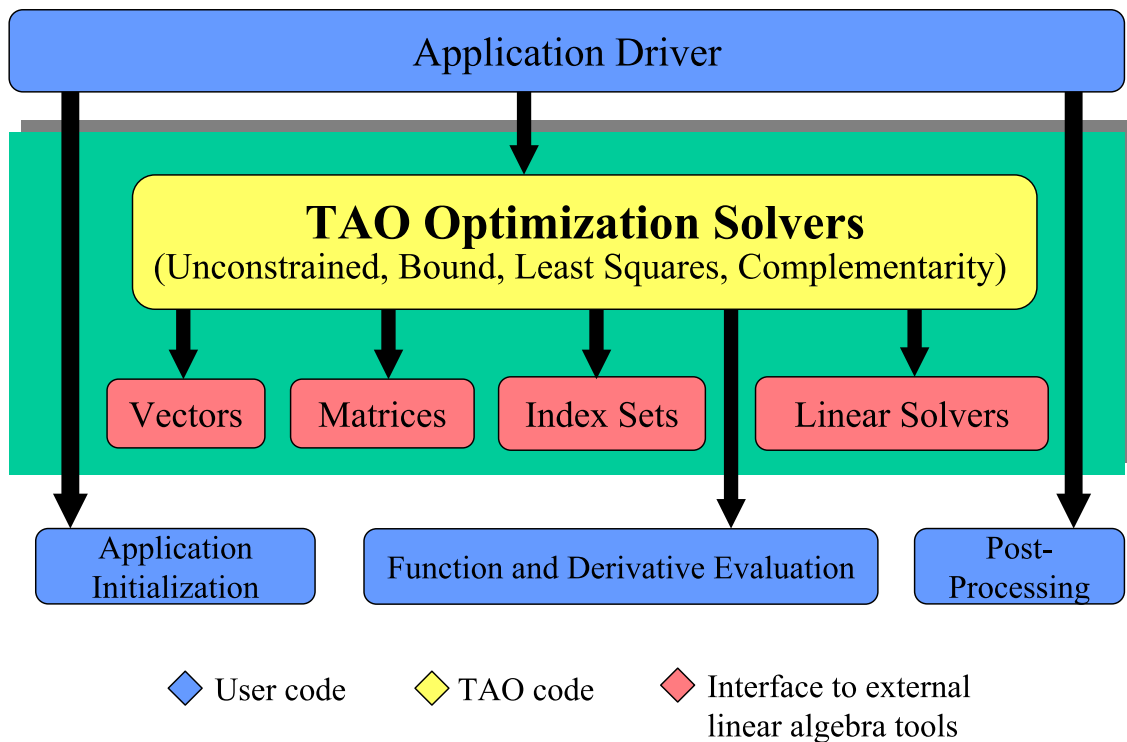 Application Driver
TAO Optimization Solvers
(Unconstrained, Bound, Least Squares, Complementarity)
Vectors
Matrices
Index Sets
Linear Solvers
Application
Initialization
Function and Derivative Evaluation
Post-
Processing
User code
TAO code
Interface to external
linear algebra tools